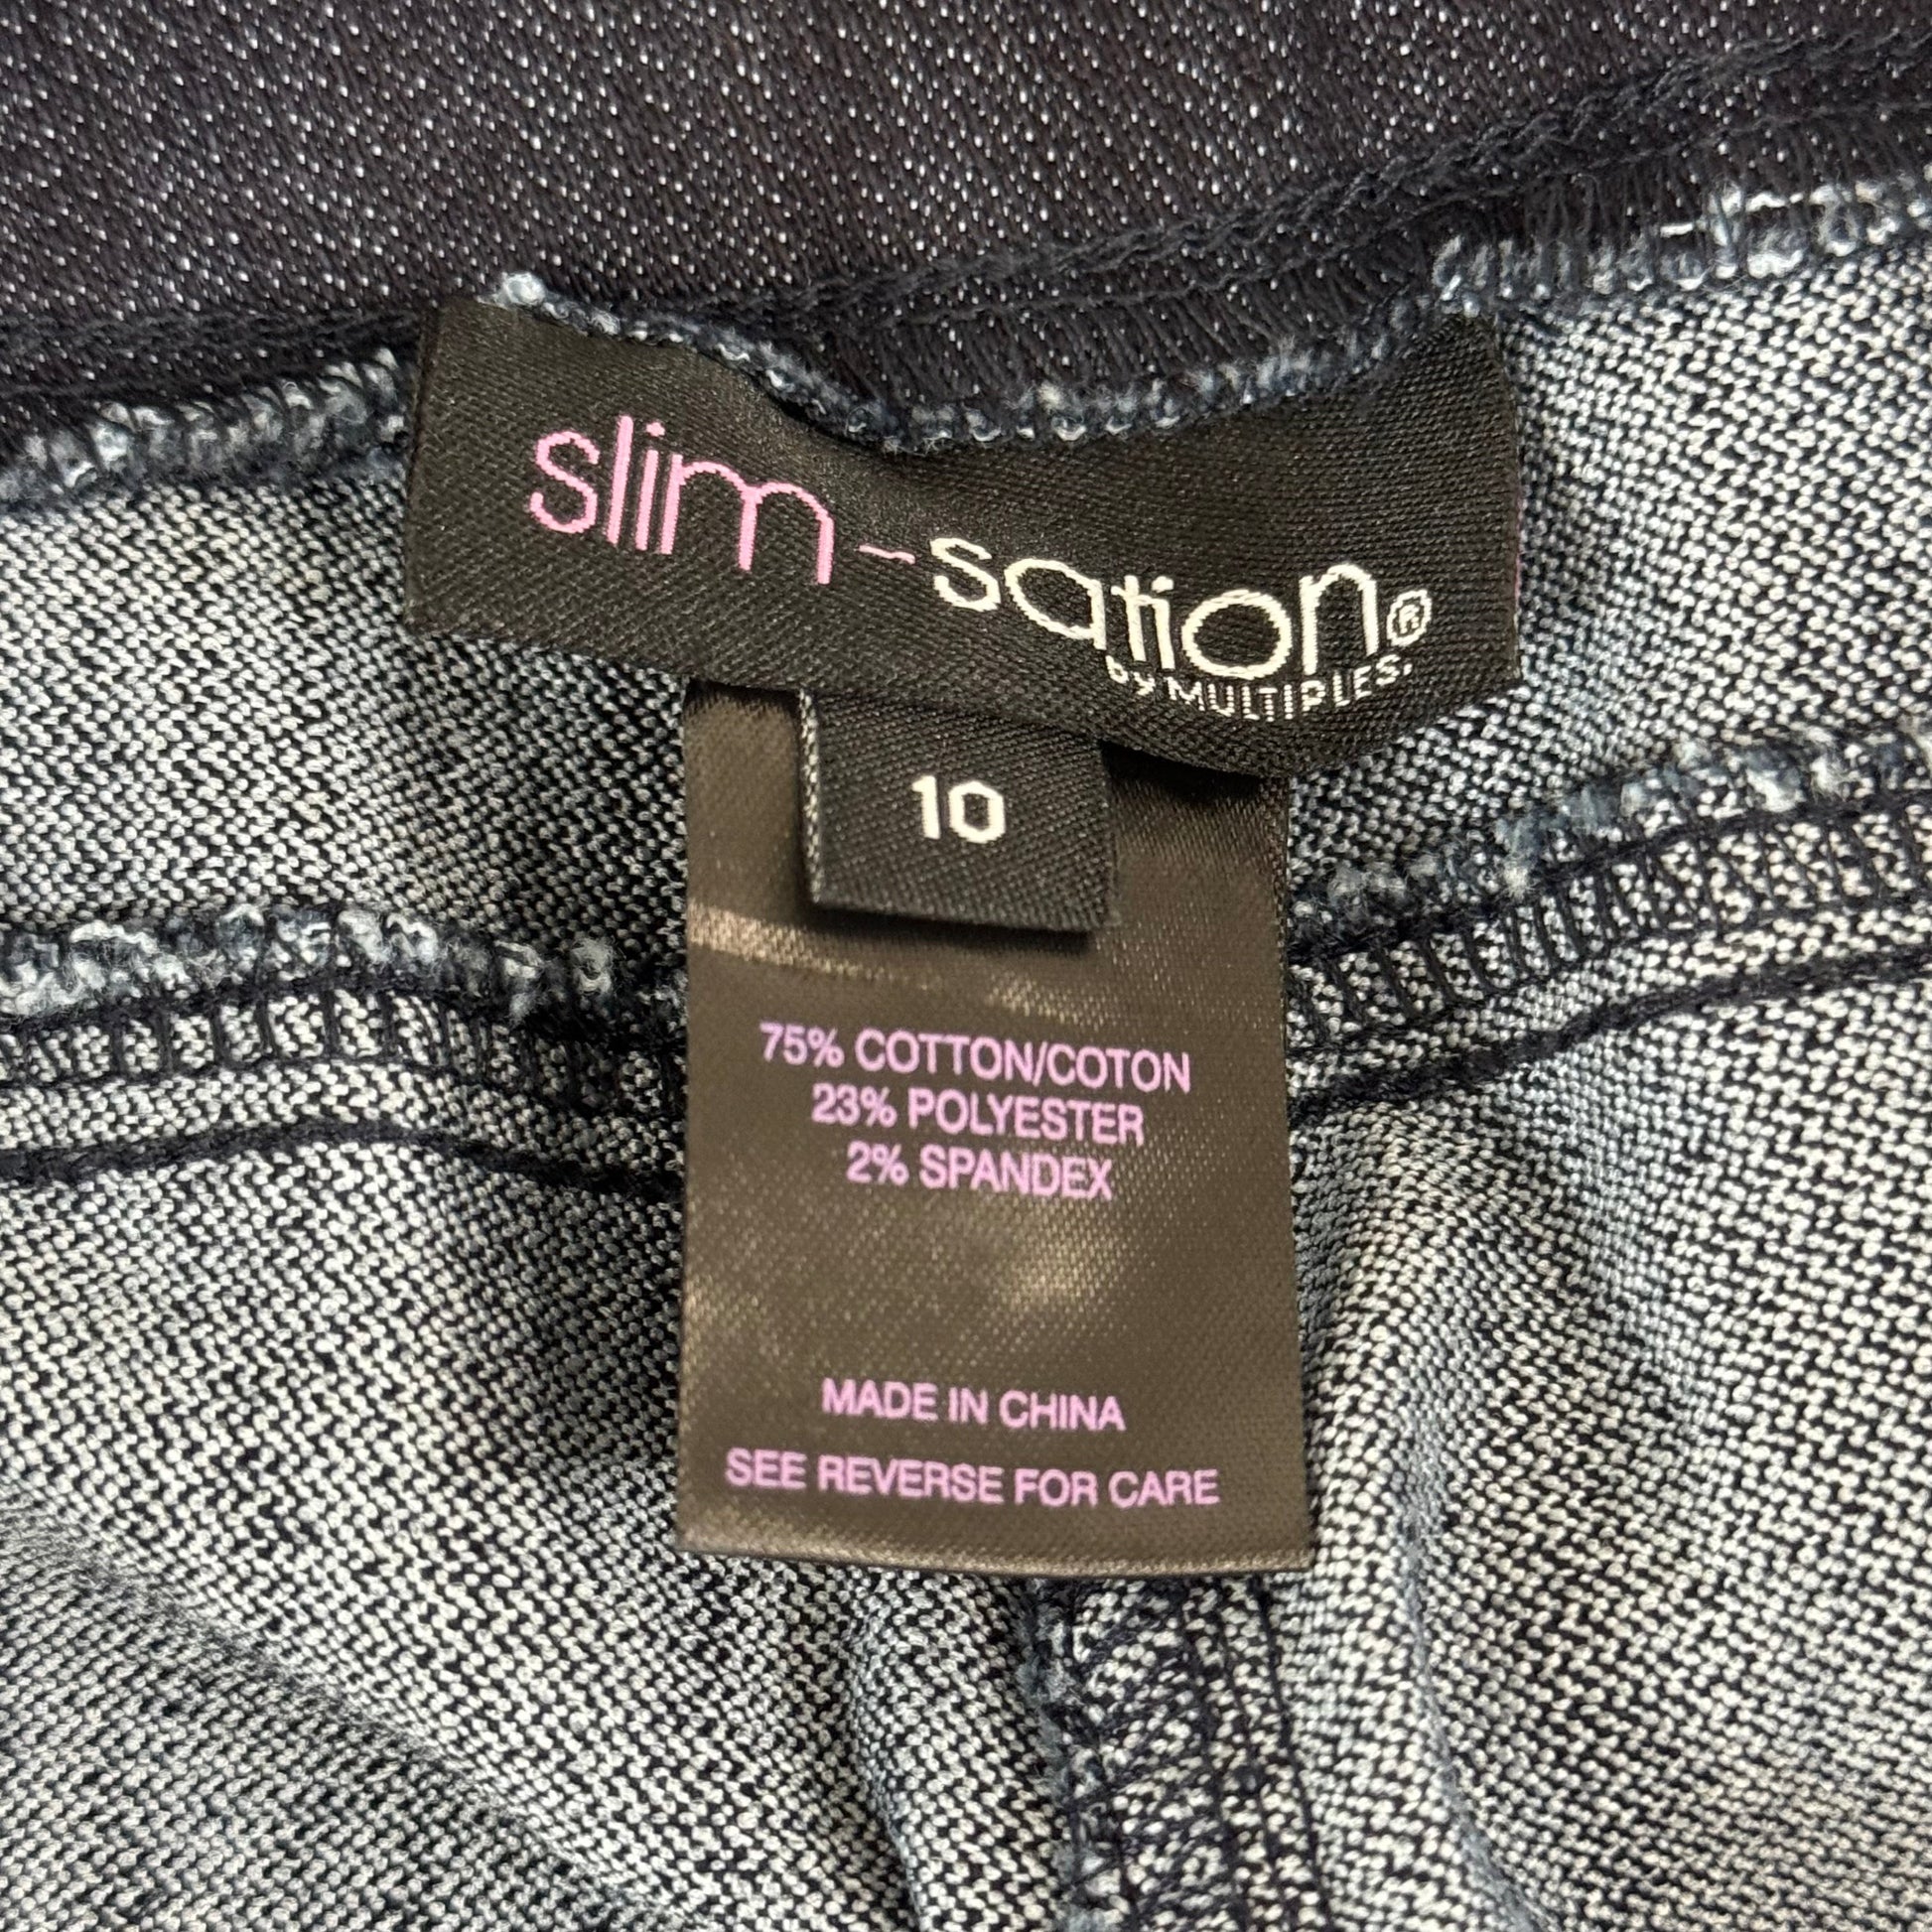 slim-sation®
by MULTIPLES.
10
75% COTTON/COTON
23% POLYESTER
2% SPANDEX
MADE IN CHINA
SEE REVERSE FOR CARE